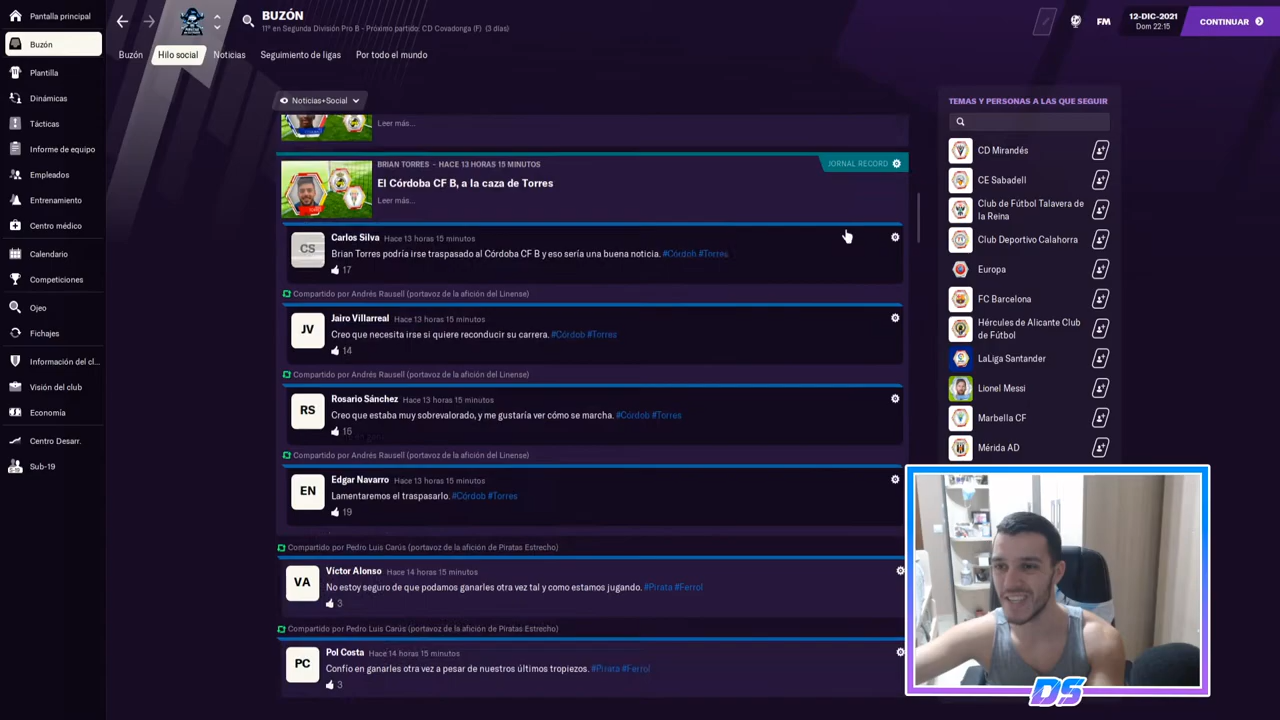 Pantalla principal
Buzón
Plantilla
Dinámicas
Tácticas
Informe de equipo
Empleados
Entrenamiento
Centro médico
Calendario
Competiciones
Ojeo
Fichajes
Información del cl...
Visión del club
Economía
Centro Desarr.
Sub-19
BUZÓN
11º en Segunda División Pro B - Próximo partido: CD Covadonga (F) (3 días)
FM
12-DIC-2021
Dom 22:15
CONTINUAR
Buzón
Hilo social
Noticias
Seguimiento de ligas
Por todo el mundo
Noticias+Social
Leer más...
BRIAN TORRES - HACE 13 HORAS 15 MINUTOS
JORNAL RECORD
El Córdoba CF B, a la caza de Torres
Leer más...
CS
Carlos Silva Hace 13 horas 15 minutos
Brian Torres podría irse traspasado al Córdoba CF B y eso sería una buena noticia. #Córdob #Torres
17
Compartido por Andrés Rausell (portavoz de la afición del Linense)
JV
Jairo Villarreal Hace 13 horas 15 minutos
Creo que necesita irse si quiere reconducir su carrera. #Córdob #Torres
14
Compartido por Andrés Rausell (portavoz de la afición del Linense)
RS
Rosario Sánchez Hace 13 horas 15 minutos
Creo que estaba muy sobrevalorado, y me gustaría ver cómo se marcha. #Córdob #Torres
16
Compartido por Andrés Rausell (portavoz de la afición del Linense)
EN
Edgar Navarro Hace 13 horas 15 minutos
Lamentaremos el traspasarlo. #Córdob #Torres
19
Compartido por Pedro Luis Carús (portavoz de la afición de Piratas Estrecho)
VA
Víctor Alonso Hace 14 horas 15 minutos
No estoy seguro de que podamos ganarles otra vez tal y como estamos jugando. #Pirata #Ferrol
3
Compartido por Pedro Luis Carús (portavoz de la afición de Piratas Estrecho)
PC
Pol Costa Hace 14 horas 15 minutos
Confío en ganarles otra vez a pesar de nuestros últimos tropiezos. #Pirata #Ferrol
3
TEMAS Y PERSONAS A LAS QUE SEGUIR
CD Mirandés
CE Sabadell
Club de Fútbol Talavera de
la Reina
Club Deportivo Calahorra
Europa
FC Barcelona
Hércules de Alicante Club
de Fútbol
LaLiga Santander
Lionel Messi
Marbella CF
Mérida AD
DS